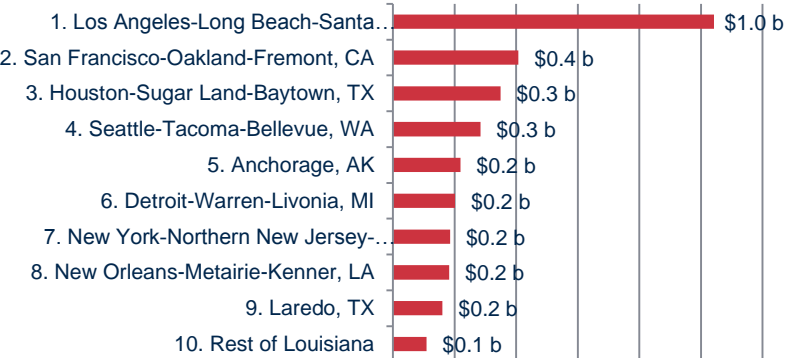 1. Los Angeles-Long Beach-Santa… $1.0 b
2. San Francisco-Oakland-Fremont, CA $0.4 b
3. Houston-Sugar Land-Baytown, TX $0.3 b
4. Seattle-Tacoma-Bellevue, WA $0.3 b
5. Anchorage, AK $0.2 b
6. Detroit-Warren-Livonia, MI $0.2 b
7. New York-Northern New Jersey-… $0.2 b
8. New Orleans-Metairie-Kenner, LA $0.2 b
9. Laredo, TX $0.2 b
10. Rest of Louisiana $0.1 b